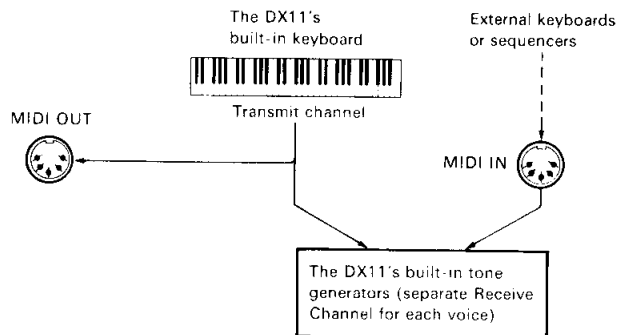 The DX11's
built-in keyboard
External keyboards
or sequencers
Transmit channel
MIDI OUT
MIDI IN
The DX11's built-in tone
generators (separate Receive
Channel for each voice)